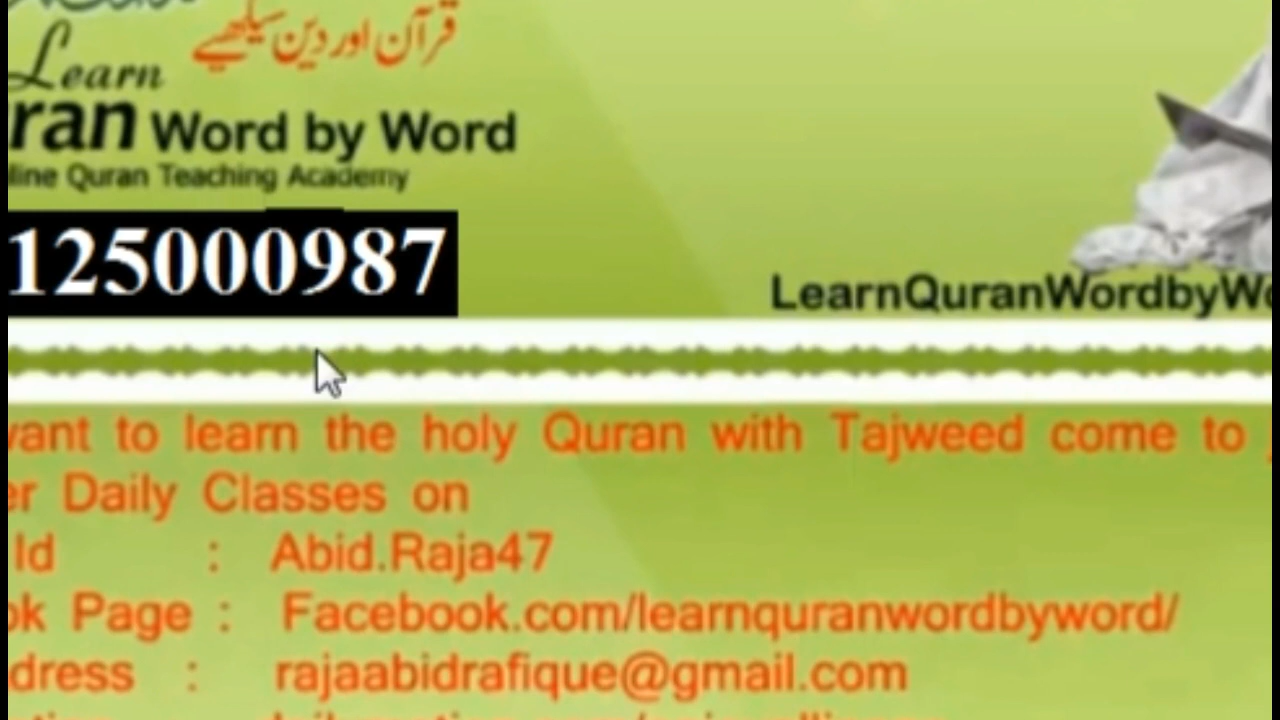 قرآن اور دین سیکھیے
Learn
ran Word by Word
line Quran Teaching Academy
125000987
LearnQuranWordbyWo
want to learn the holy Quran with Tajweed come to
er Daily Classes on
Id : Abid.Raja47
ok Page : Facebook.com/learnquranwordbyword/
dress : rajaabidrafique@gmail.com